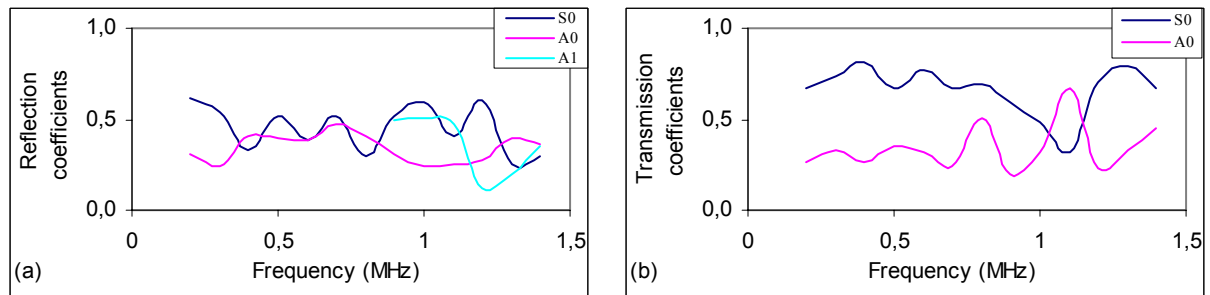 1,0
0,5
0,0
Reflection coefficients
0
0,5
1
1,5
Frequency (MHz)
(a)
S0
A0
A1
1,0
0,5
0,0
Transmission coefficients
0
0,5
1
1,5
Frequency (MHz)
(b)
S0
A0